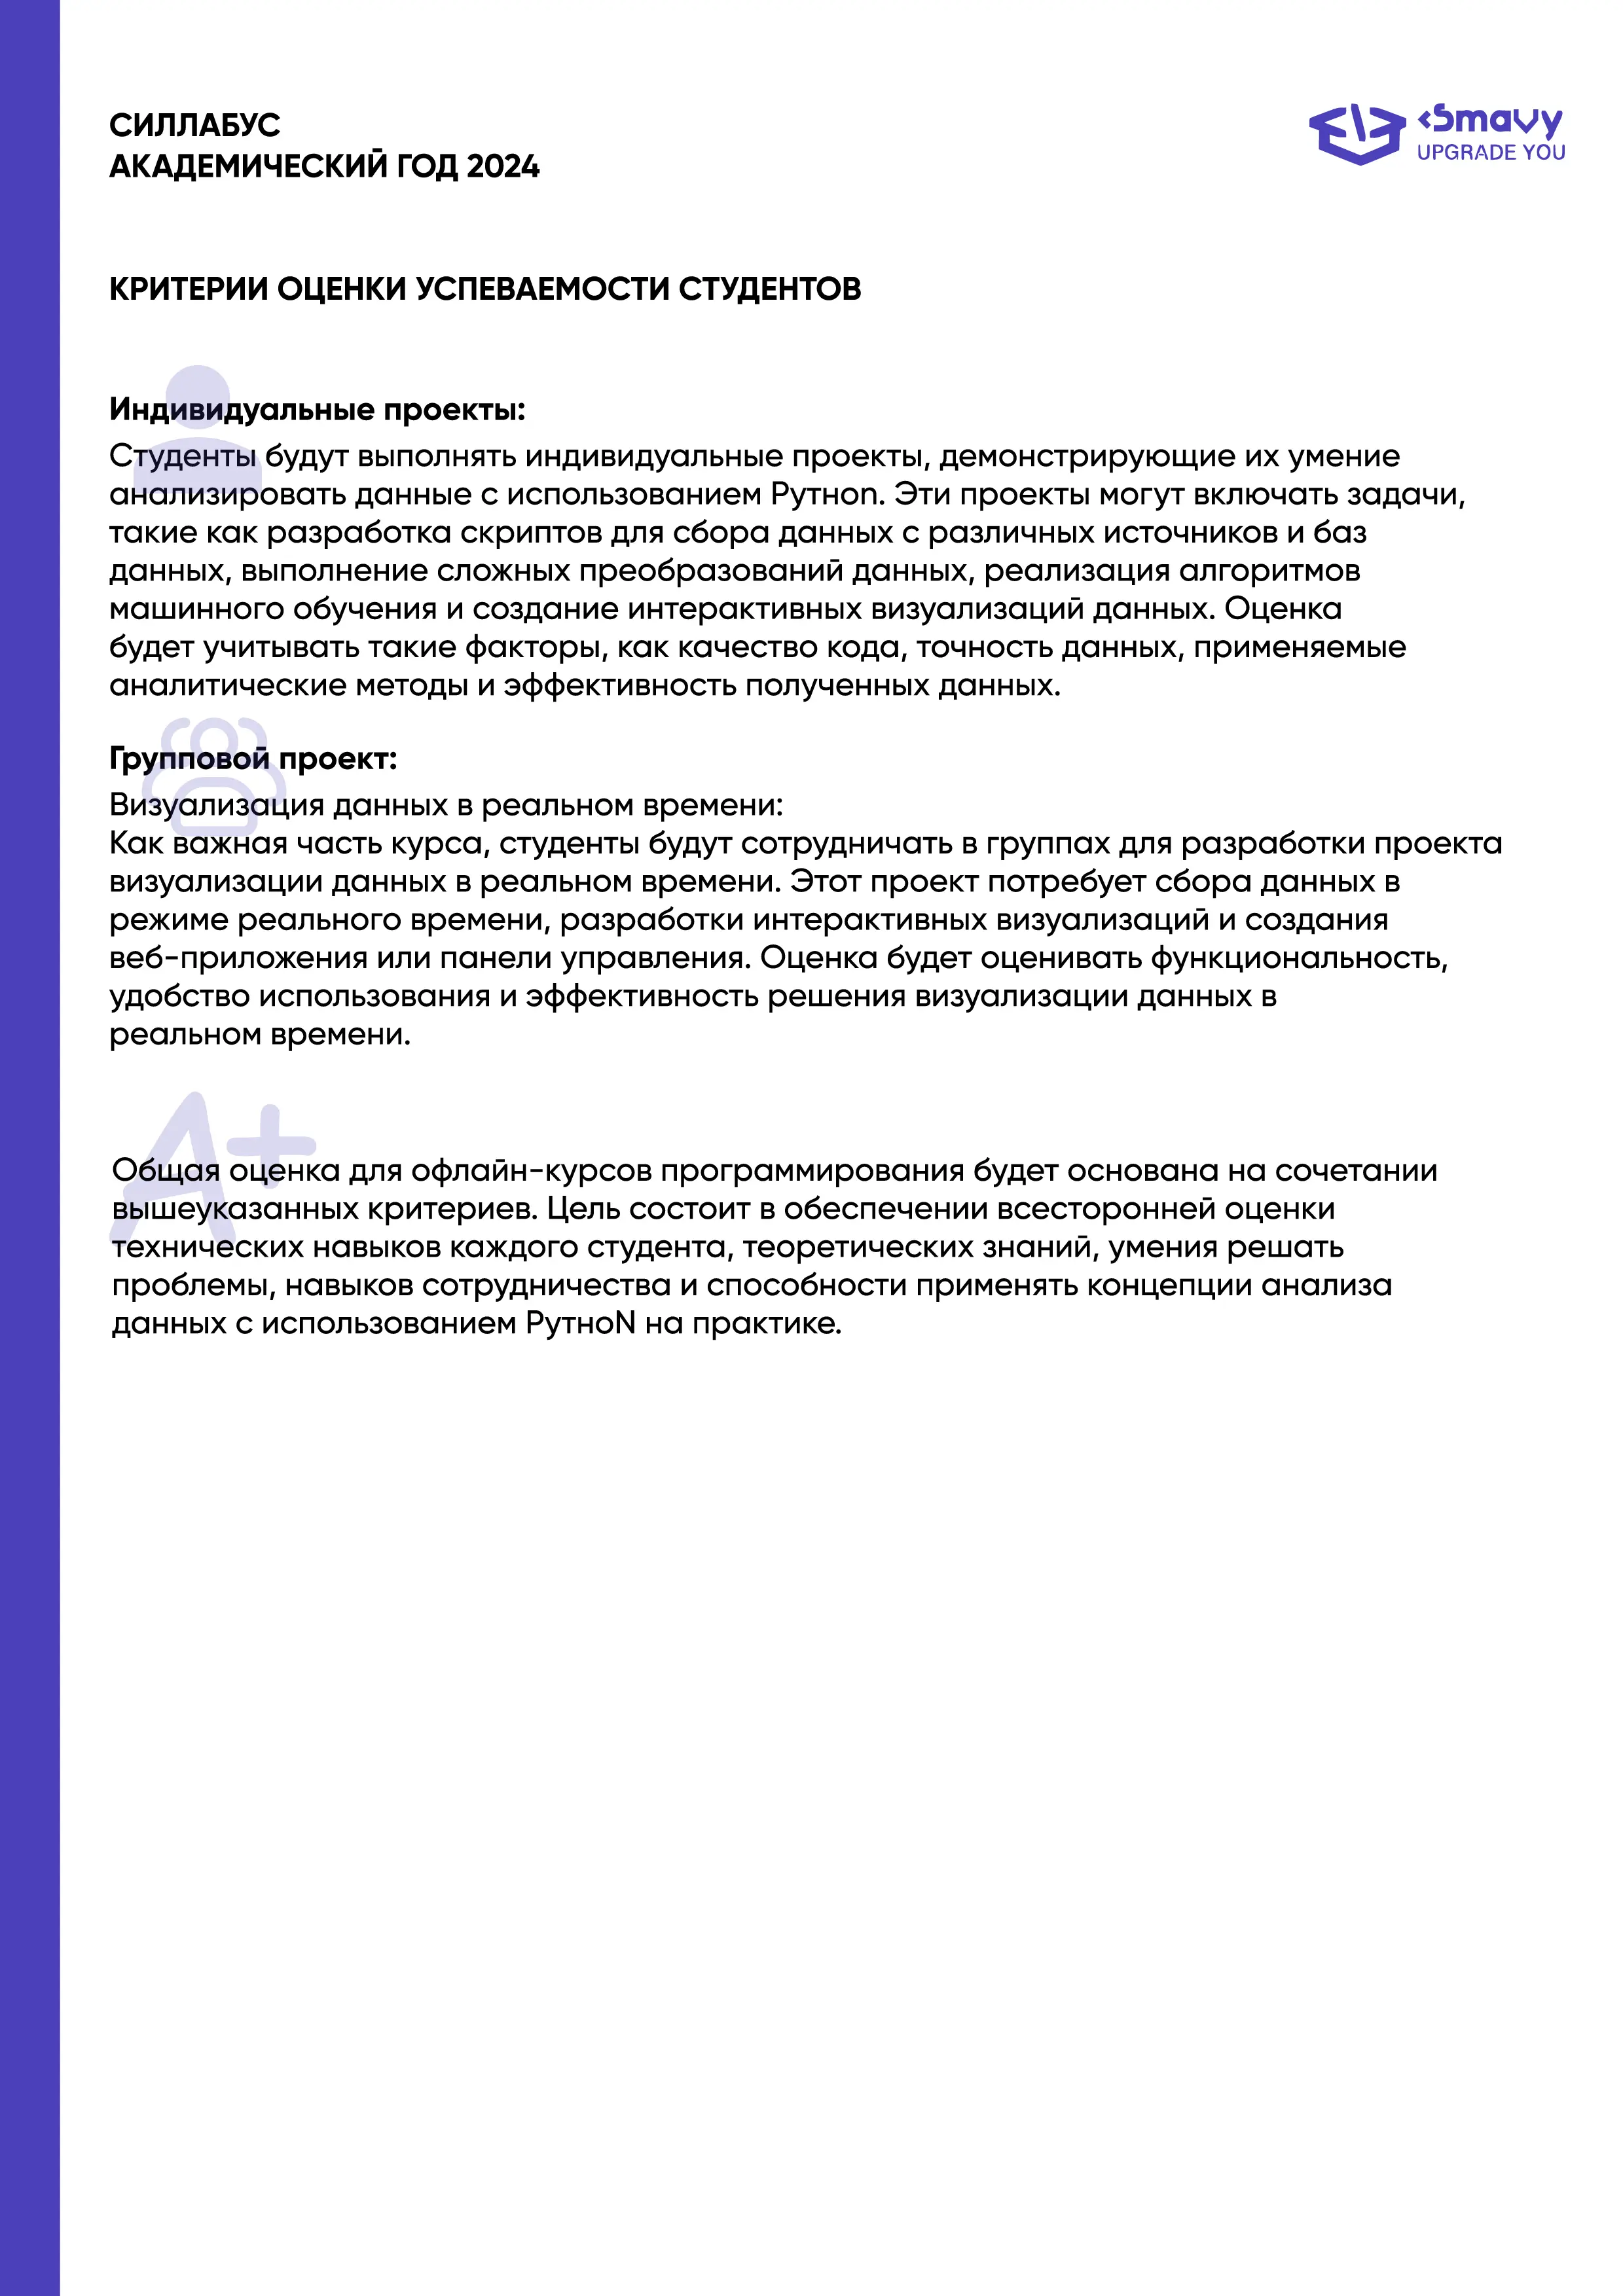 СИЛЛАБУС
АКАДЕМИЧЕСКИЙ ГОД 2024
<Smavy
UPGRADE YOU
КРИТЕРИИ ОЦЕНКИ УСПЕВАЕМОСТИ СТУДЕНТОВ
Индивидуальные проекты:
Студенты будут выполнять индивидуальные проекты, демонстрирующие их умение
анализировать данные с использованием Pутноn. Эти проекты могут включать задачи,
такие как разработка скриптов для сбора данных с различных источников и баз
данных, выполнение сложных преобразований данных, реализация алгоритмов
машинного обучения и создание интерактивных визуализаций данных. Оценка
будет учитывать такие факторы, как качество кода, точность данных, применяемые
аналитические методы и эффективность полученных данных.
Групповой проект:
Визуализация данных в реальном времени:
Как важная часть курса, студенты будут сотрудничать в группах для разработки проекта
визуализации данных в реальном времени. Этот проект потребует сбора данных в
режиме реального времени, разработки интерактивных визуализаций и создания
веб-приложения или панели управления. Оценка будет оценивать функциональность,
удобство использования и эффективность решения визуализации данных в
реальном времени.
A+
Общая оценка для офлайн-курсов программирования будет основана на сочетании
вышеуказанных критериев. Цель состоит в обеспечении всесторонней оценки
технических навыков каждого студента, теоретических знаний, умения решать
проблемы, навыков сотрудничества и способности применять концепции анализа
данных с использованием PутноN на практике.